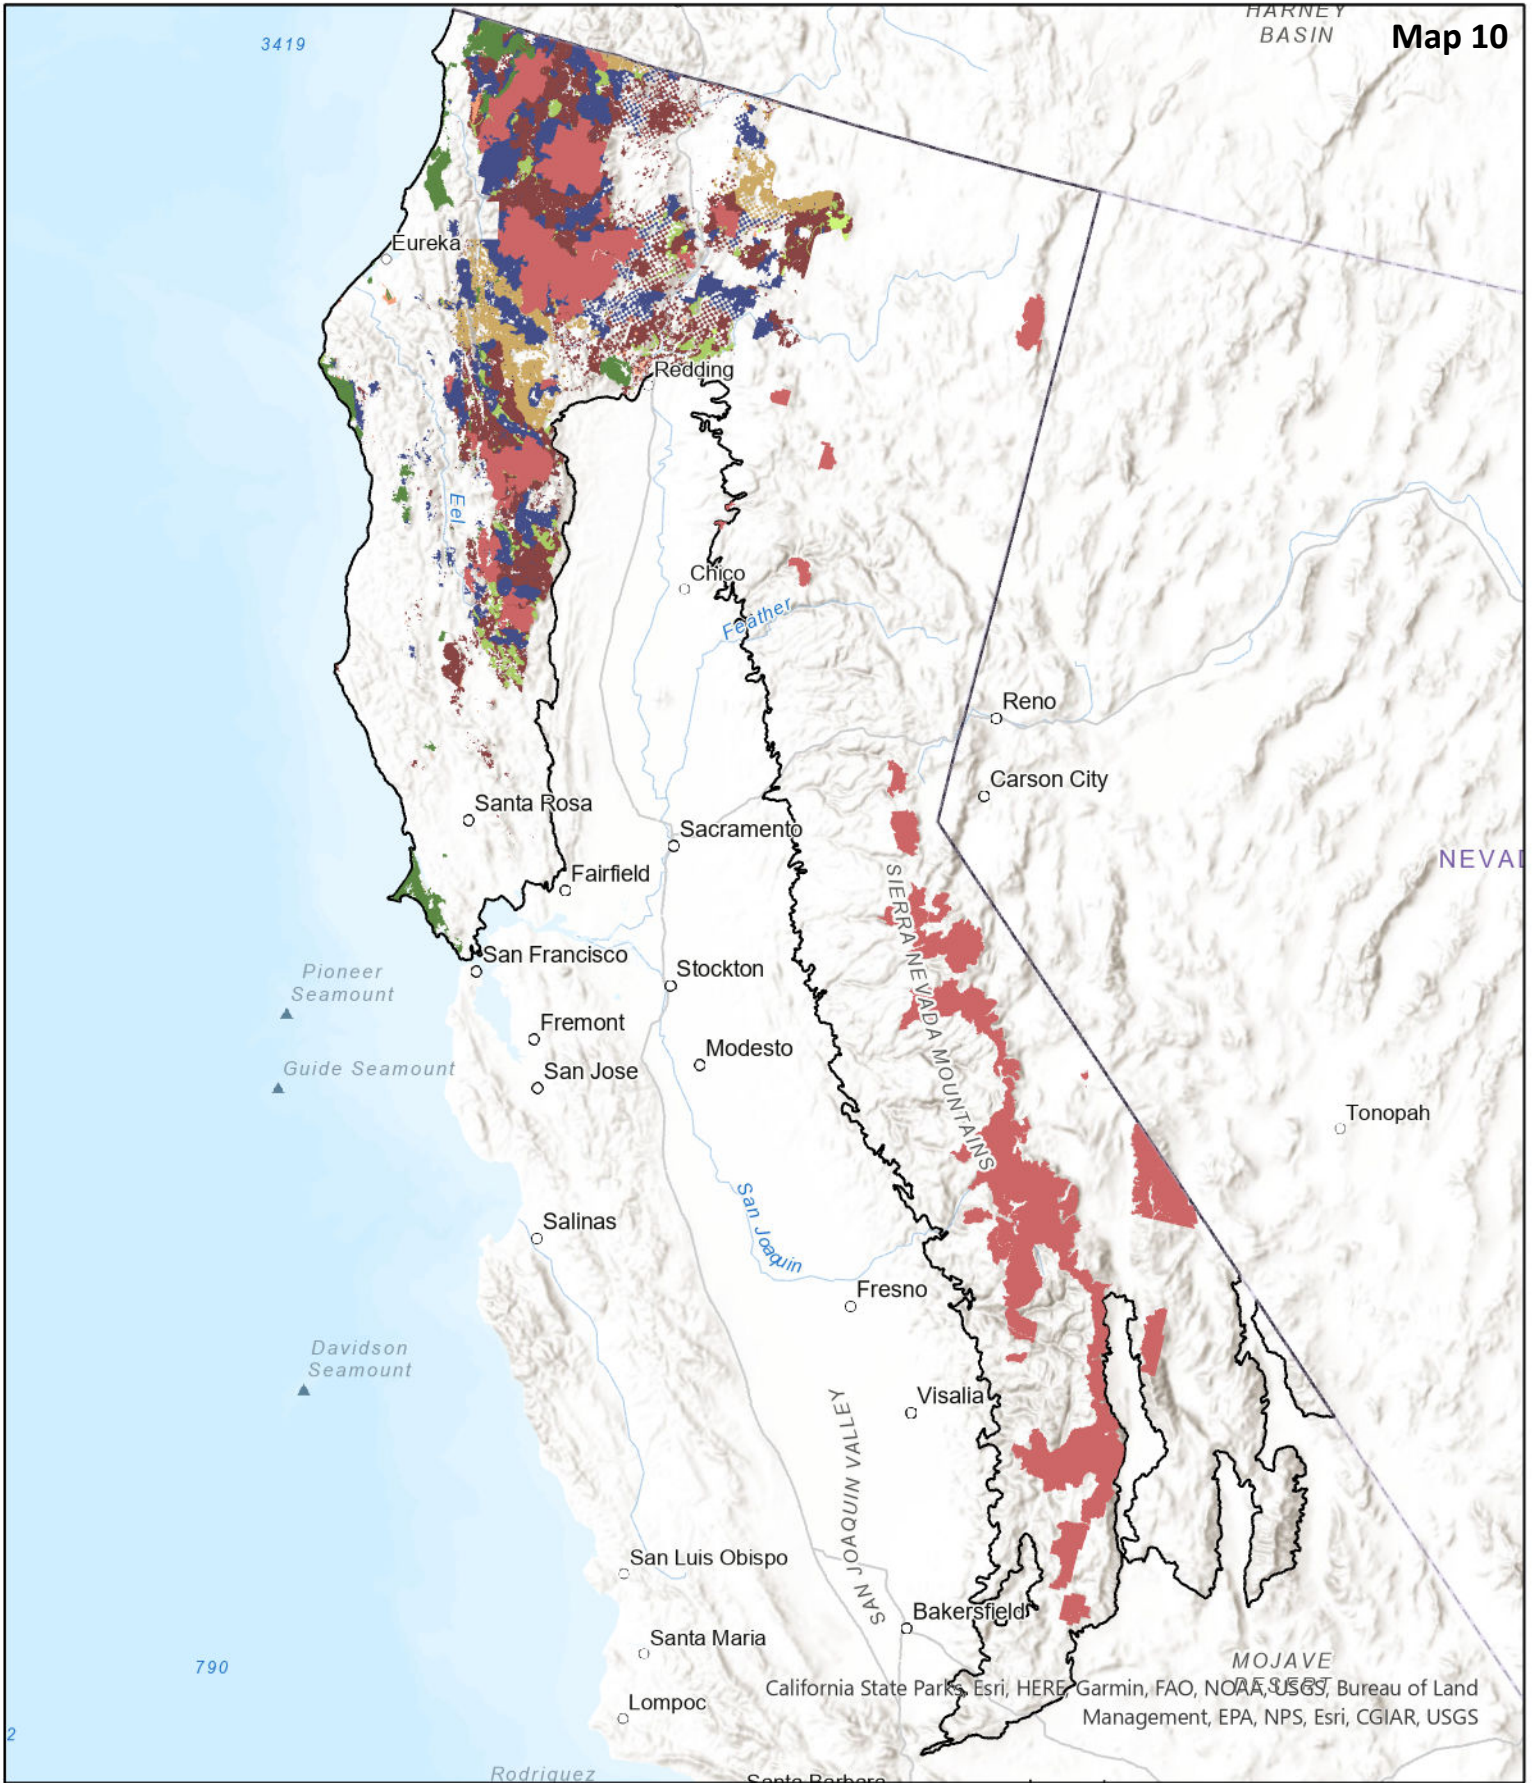 HARNEY
BASIN
Map 10
3419
Eureka
Redding
Eel
Chico
Feather
Reno
Carson City
Santa Rosa
Sacramento
NEVAD
Fairfield
SIERRA NEVADA MOUNTAINS
San Francisco
Stockton
Pioneer
Seamount
Fremont
Modesto
Guide Seamount
San Jose
Tonopah
San Joaquin
Salinas
Fresno
Davidson
Seamount
Visalia
SAN JOAQUIN VALLEY
San Luis Obispo
Bakersfield
Santa Maria
MOJAVE
DESERT
790
California State Parks, Esri, HERE, Garmin, FAO, NOAA, USGS, Bureau of Land
Management, EPA, NPS, Esri, CGIAR, USGS
Lompoc
2
Rodriguez
Santa Barbara